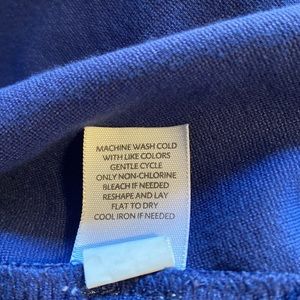 MACHINE WASH COLD
WITH LIKE COLORS
GENTLE CYCLE
ONLY NON-CHLORINE
BLEACH IF NEEDED
RESHAPE AND LAY
FLAT TO DRY
COOL IRON IF NEEDED